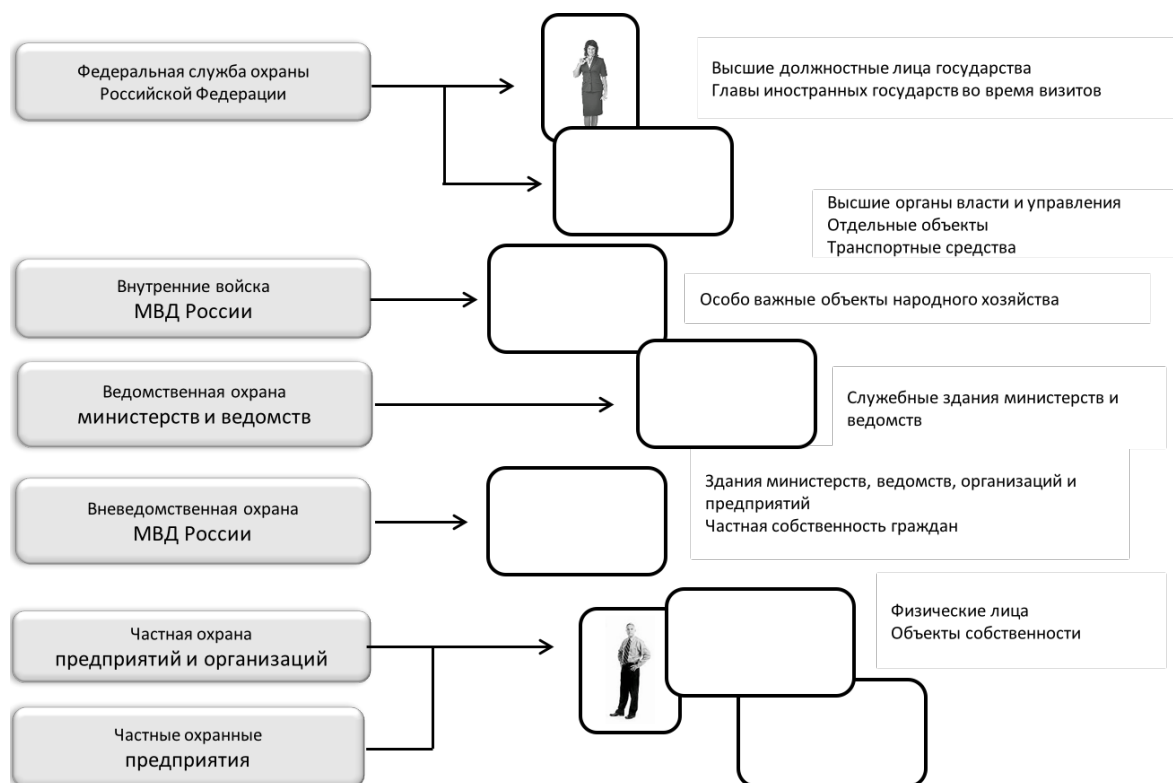 Федеральная служба охраны
Российской Федерации
Высшие должностные лица государства
Главы иностранных государств во время визитов
Высшие органы власти и управления
Отдельные объекты
Транспортные средства
Внутренние войска
МВД России
Особо важные объекты народного хозяйства
Ведомственная охрана
министерств и ведомств
Служебные здания министерств и
ведомств
Вневедомственная охрана
МВД России
Здания министерств, ведомств, организаций и
предприятий
Частная собственность граждан
Частная охрана
предприятий и организаций
Физические лица
Объекты собственности
Частные охранные
предприятия